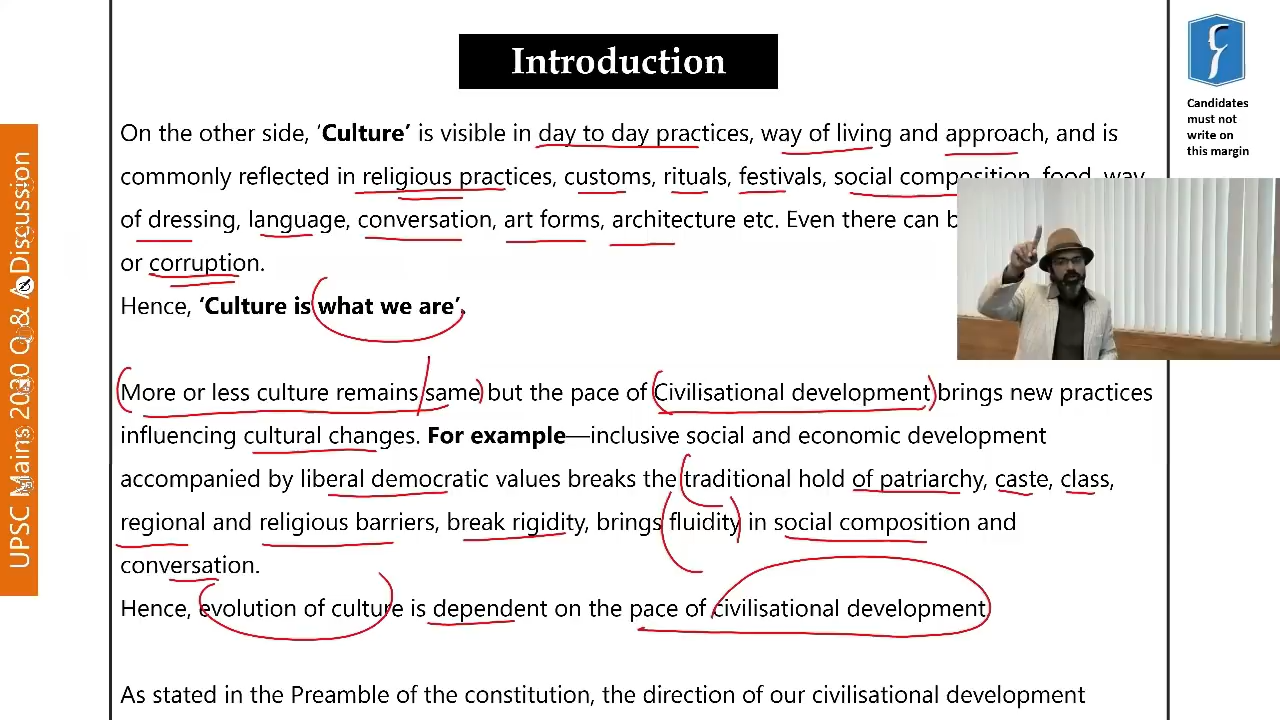 Introduction
Candidates
must not
write on
this margin
UPSC Mains 2020 Q & A Discussion
On the other side, ‘Culture’ is visible in day to day practices, way of living and approach, and is
commonly reflected in religious practices, customs, rituals, festivals, social composition, food, way
of dressing, language, conversation, art forms, architecture etc. Even there can be
or corruption.
Hence, ‘Culture is what we are’.
More or less culture remains same but the pace of Civilisational development brings new practices
influencing cultural changes. For example—inclusive social and economic development
accompanied by liberal democratic values breaks the traditional hold of patriarchy, caste, class,
regional and religious barriers, break rigidity, brings fluidity in social composition and
conversation.
Hence, evolution of culture is dependent on the pace of civilisational development.
As stated in the Preamble of the constitution, the direction of our civilisational development